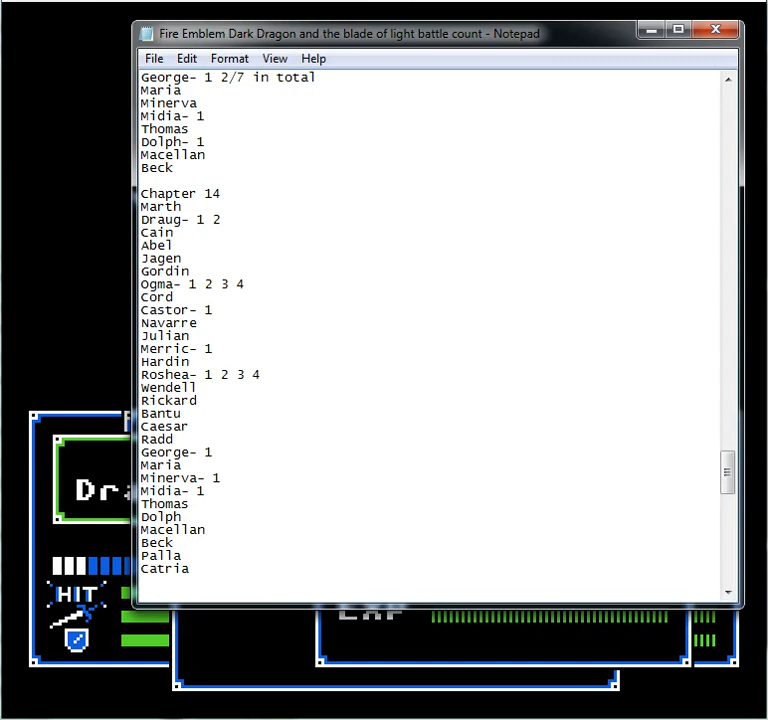 Fire Emblem Dark Dragon and the blade of light battle count - Notepad
File Edit Format View Help
George- 1 2/7 in total
Maria
Minerva
Midia- 1
Thomas
Dolph- 1
Macellan
Beck
Chapter 14
Marth
Draug- 1 2
Cain
Abel
Jagen
Gordin
Ogma- 1 2 3 4
Cord
Castor- 1
Navarre
Julian
Merric- 1
Hardin
Roshea- 1 2 3 4
Wendell
Rickard
Bantu
Caesar
Radd
George- 1
Maria
Minerva- 1
Midia- 1
Thomas
Dolph
Macellan
Beck
Palla
Catria
Dra
HIT
EXP